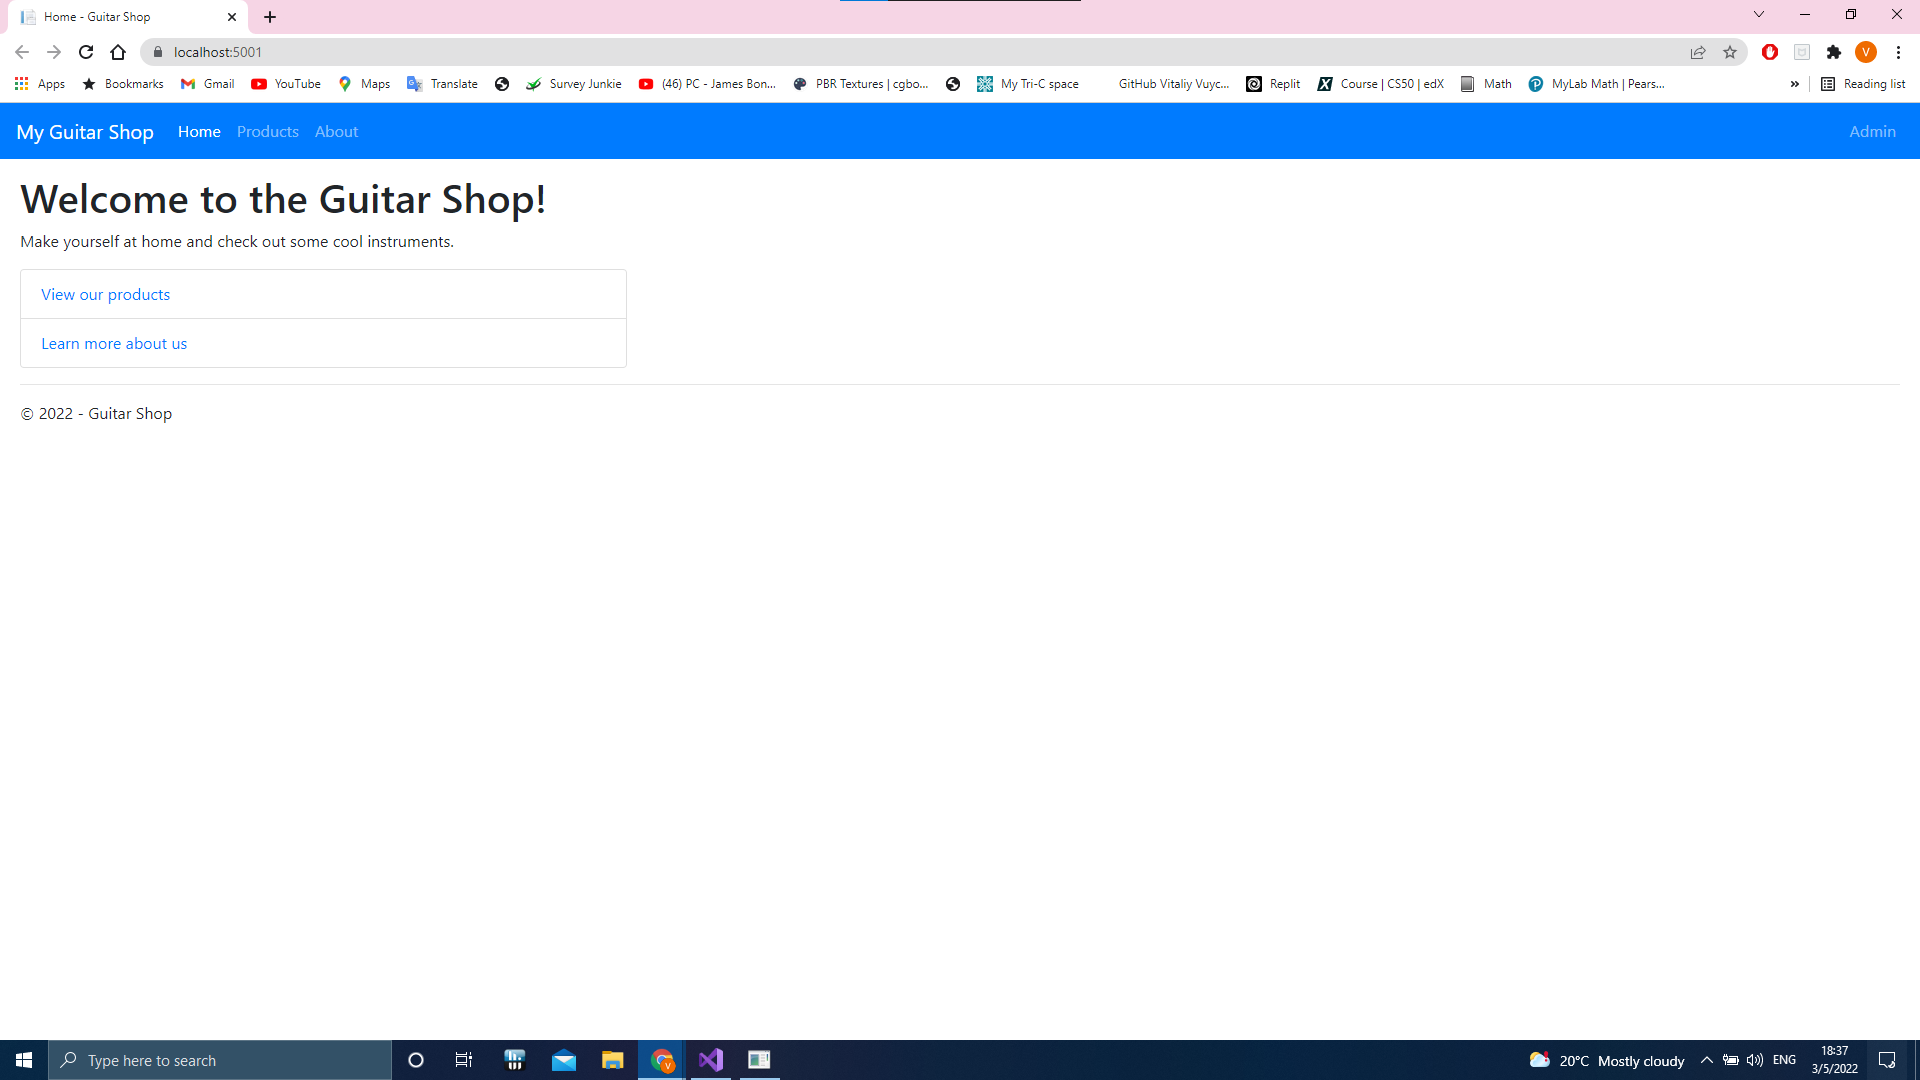 Home - Guitar Shop
localhost:5001
Apps Bookmarks Gmail YouTube Maps Translate Survey Junkie (46) PC - James Bon... PBR Textures | cgbo... My Tri-C space GitHub Vitaliy Vuyc... Replit Course | CS50 | edX Math MyLab Math | Pears... » Reading list
My Guitar Shop Home Products About Admin
Welcome to the Guitar Shop!
Make yourself at home and check out some cool instruments.
View our products
Learn more about us
© 2022 - Guitar Shop
Type here to search
20°C Mostly cloudy
ENG
18:37
3/5/2022
V
V